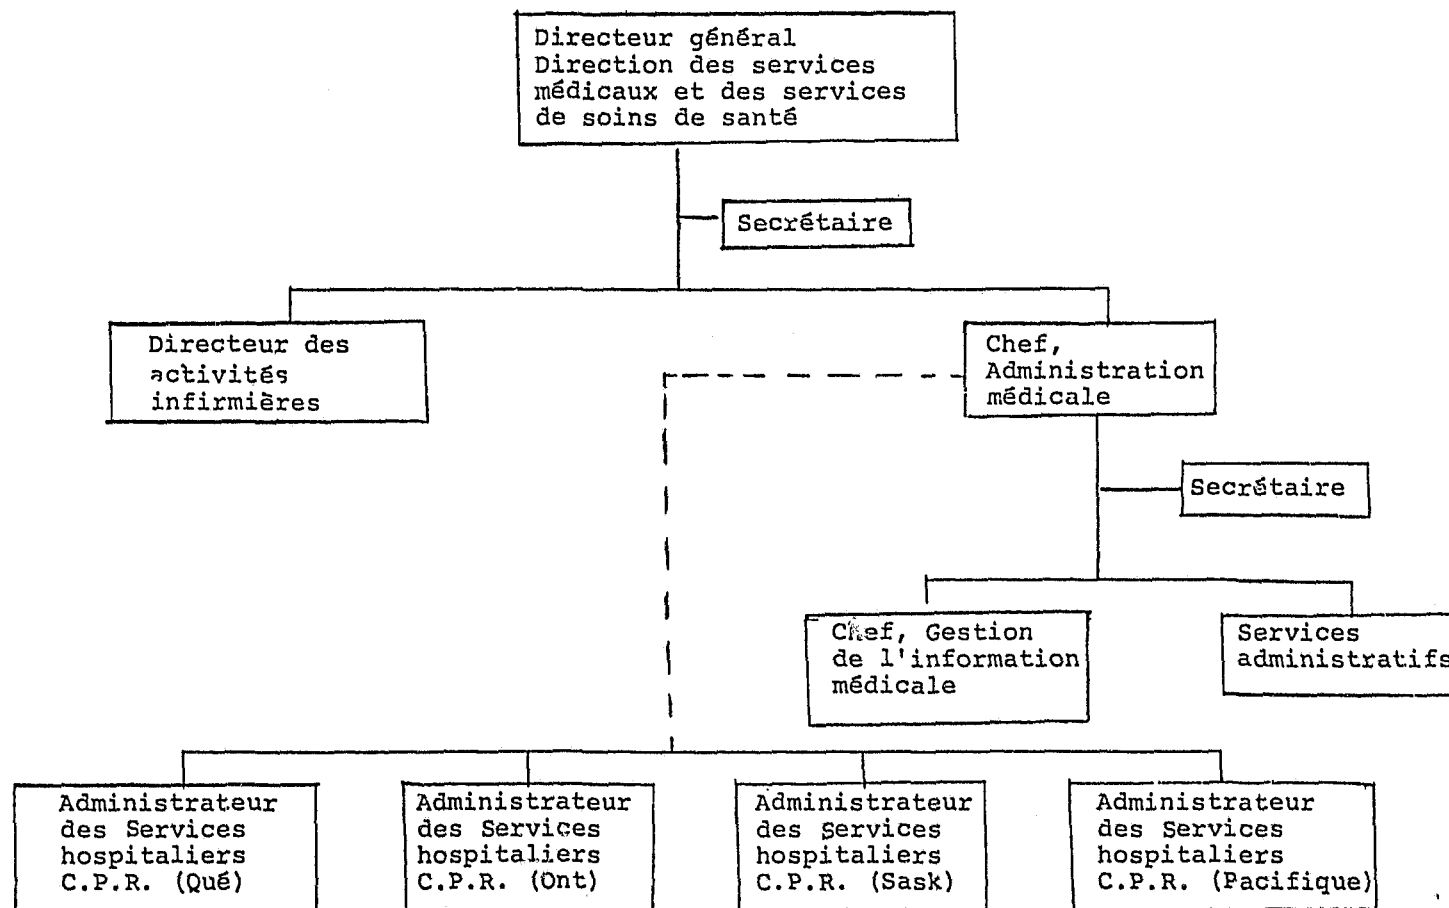 Directeur général
Direction des services
médicaux et des services
de soins de santé
Secrétaire
Directeur des
activités
infirmières
Chef,
Administration
médicale
Secrétaire
Chef, Gestion
de l'information
médicale
Services
administratifs
Administrateur
des Services
hospitaliers
C.P.R. (Qué)
Administrateur
des Services
hospitaliers
C.P.R. (Ont)
Administrateur
des Services
hospitaliers
C.P.R. (Sask)
Administrateur
des Services
hospitaliers
C.P.R. (Pacifique)